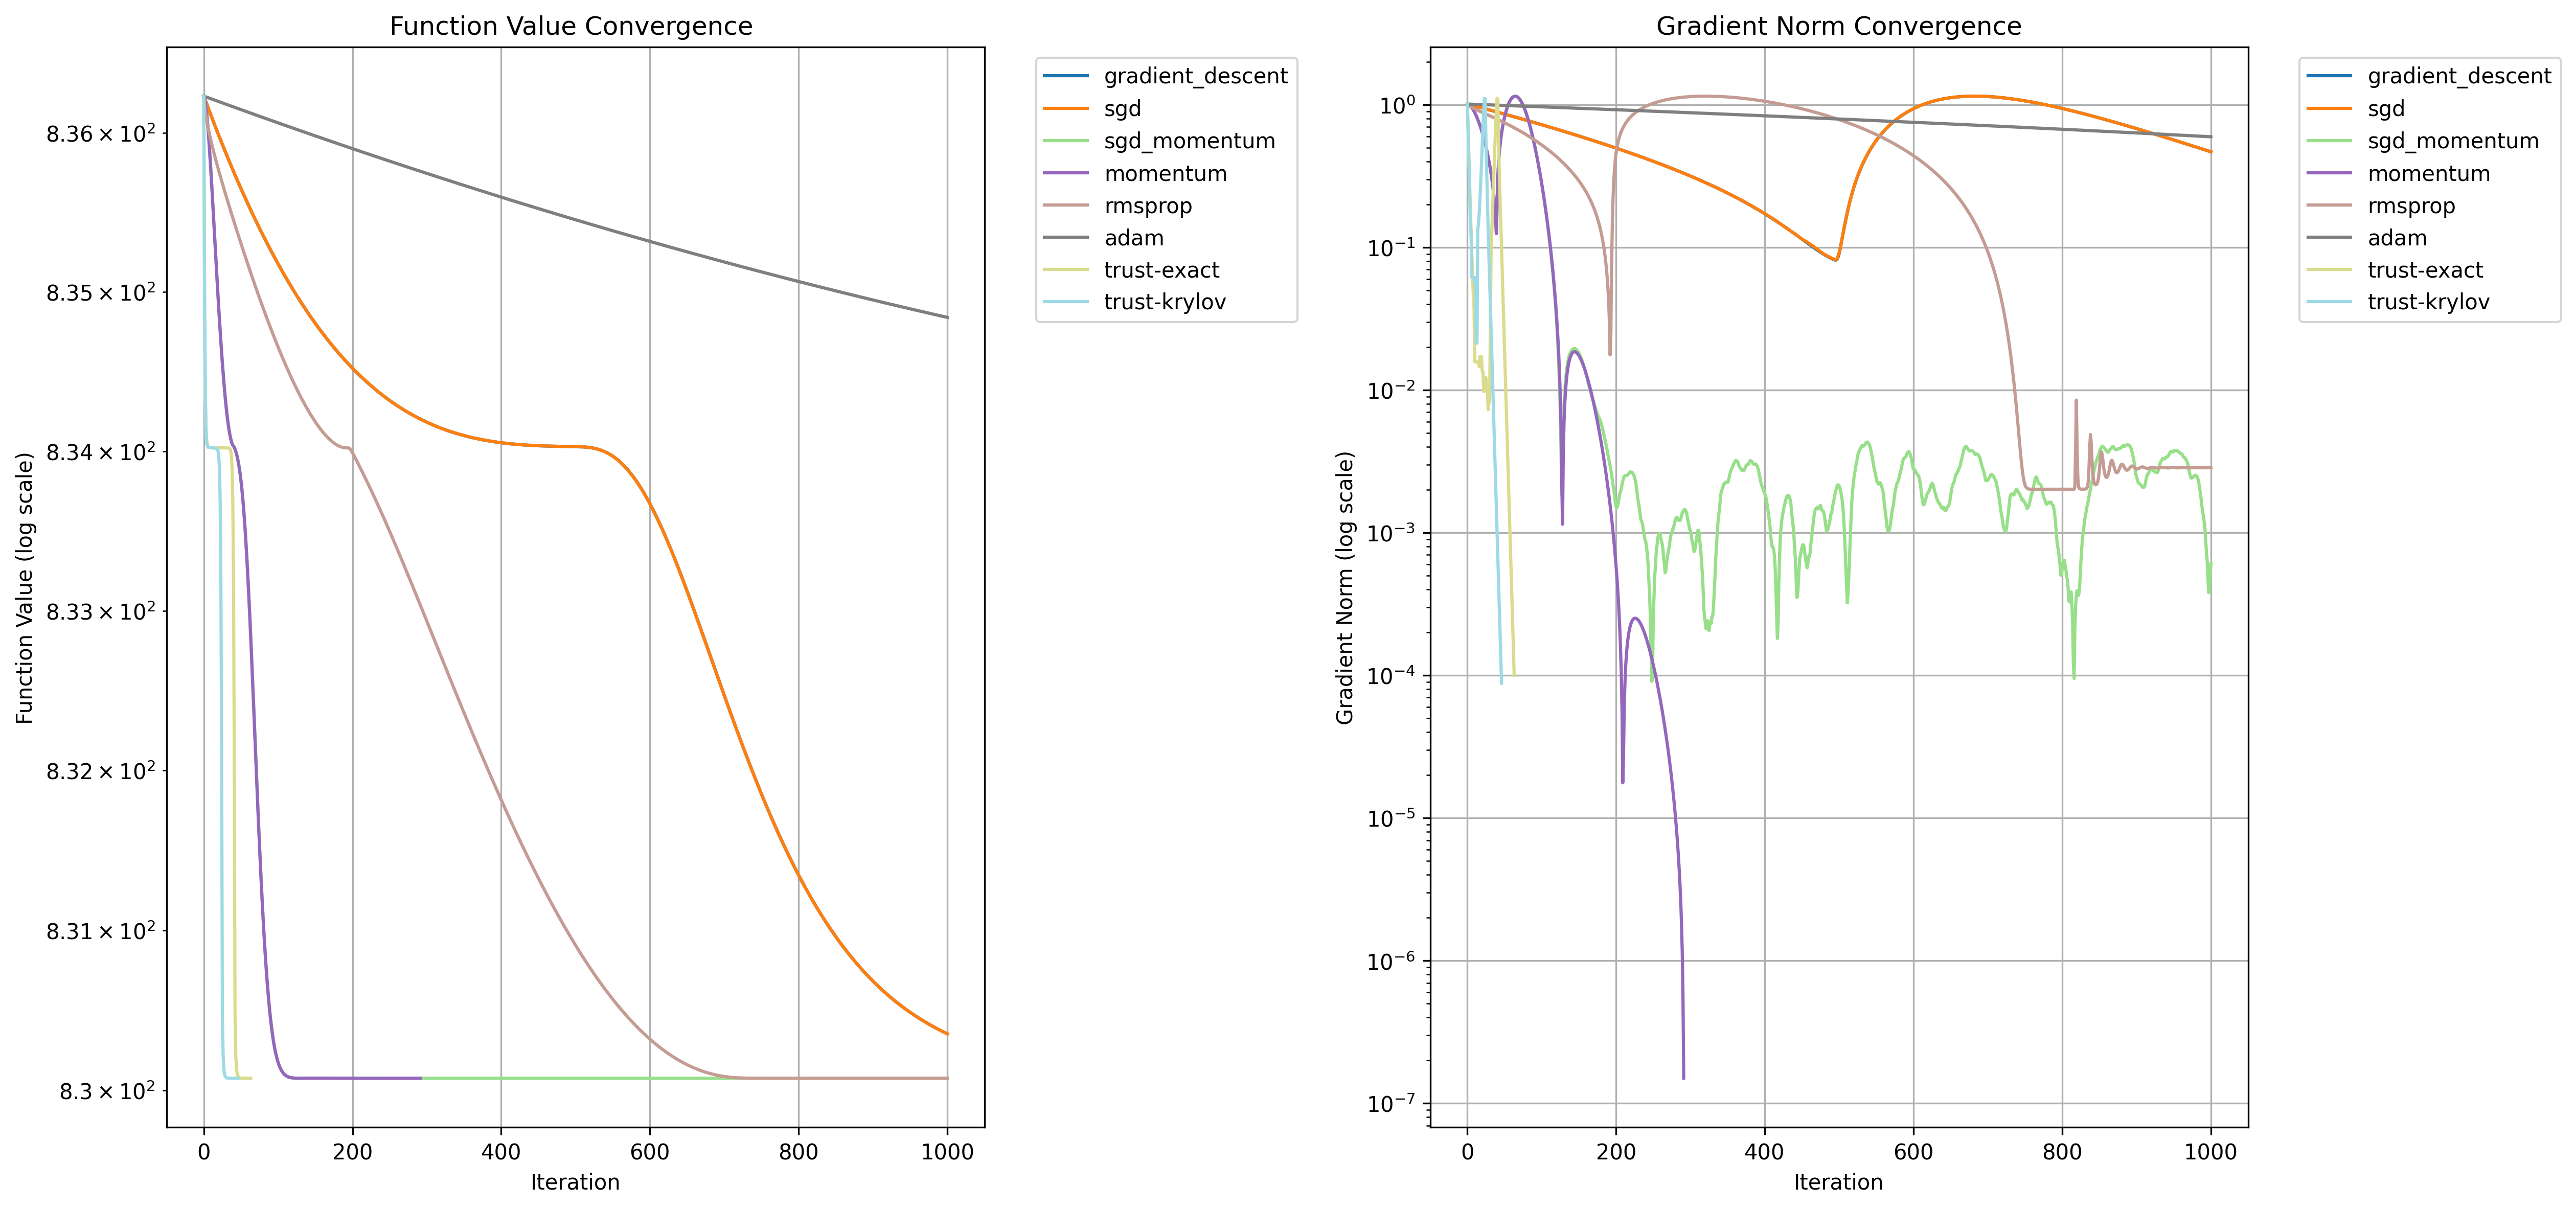 Function Value Convergence
Function Value (log scale)
8.36 × 10²
8.35 × 10²
8.34 × 10²
8.33 × 10²
8.32 × 10²
8.31 × 10²
8.3 × 10²
0 200 400 600 800 1000
Iteration
gradient_descent
sgd
sgd_momentum
momentum
rmsprop
adam
trust-exact
trust-krylov
Gradient Norm Convergence
Gradient Norm (log scale)
10⁰
10⁻¹
10⁻²
10⁻³
10⁻⁴
10⁻⁵
10⁻⁶
10⁻⁷
0 200 400 600 800 1000
Iteration
gradient_descent
sgd
sgd_momentum
momentum
rmsprop
adam
trust-exact
trust-krylov